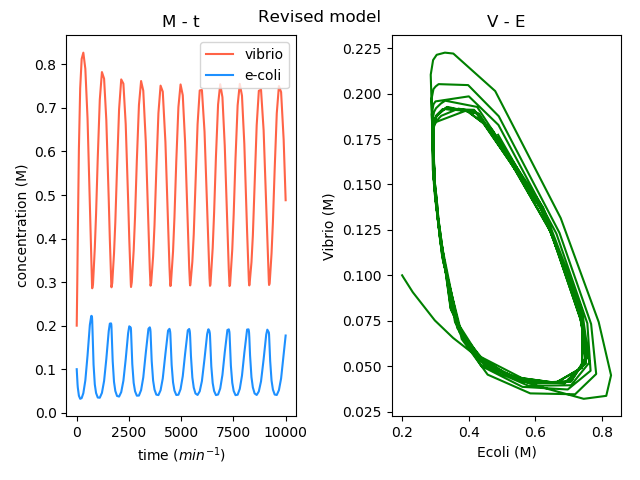 Revised model
M - t
vibrio
e-coli
0.8
0.7
0.6
0.5
0.4
0.3
0.2
0.1
0.0
concentration (M)
0 2500 5000 7500 10000
time (min⁻¹)
V - E
0.225
0.200
0.175
0.150
0.125
0.100
0.075
0.050
0.025
Vibrio (M)
0.2 0.4 0.6 0.8
Ecoli (M)